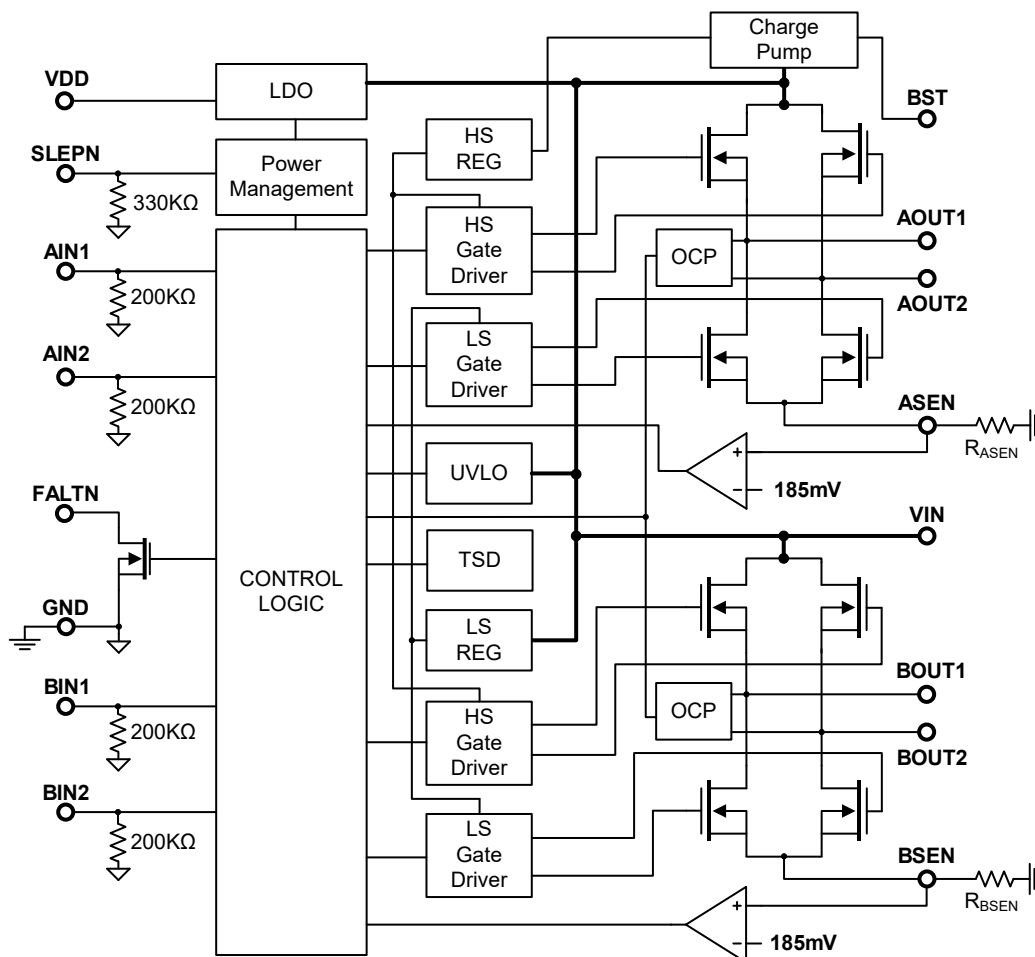 Charge
Pump
VDD
LDO
BST
SLEPN
HS
REG
Power
Management
330KΩ
HS
Gate
Driver
AOUT1
OCP
AIN1
200KΩ
AOUT2
LS
Gate
Driver
AIN2
200KΩ
ASEN
R_ASEN
UVLO
185mV
FALTN
VIN
TSD
CONTROL
LOGIC
GND
LS
REG
BOUT1
BIN1
HS
Gate
Driver
OCP
200KΩ
BOUT2
BIN2
LS
Gate
Driver
200KΩ
BSEN
R_BSEN
185mV